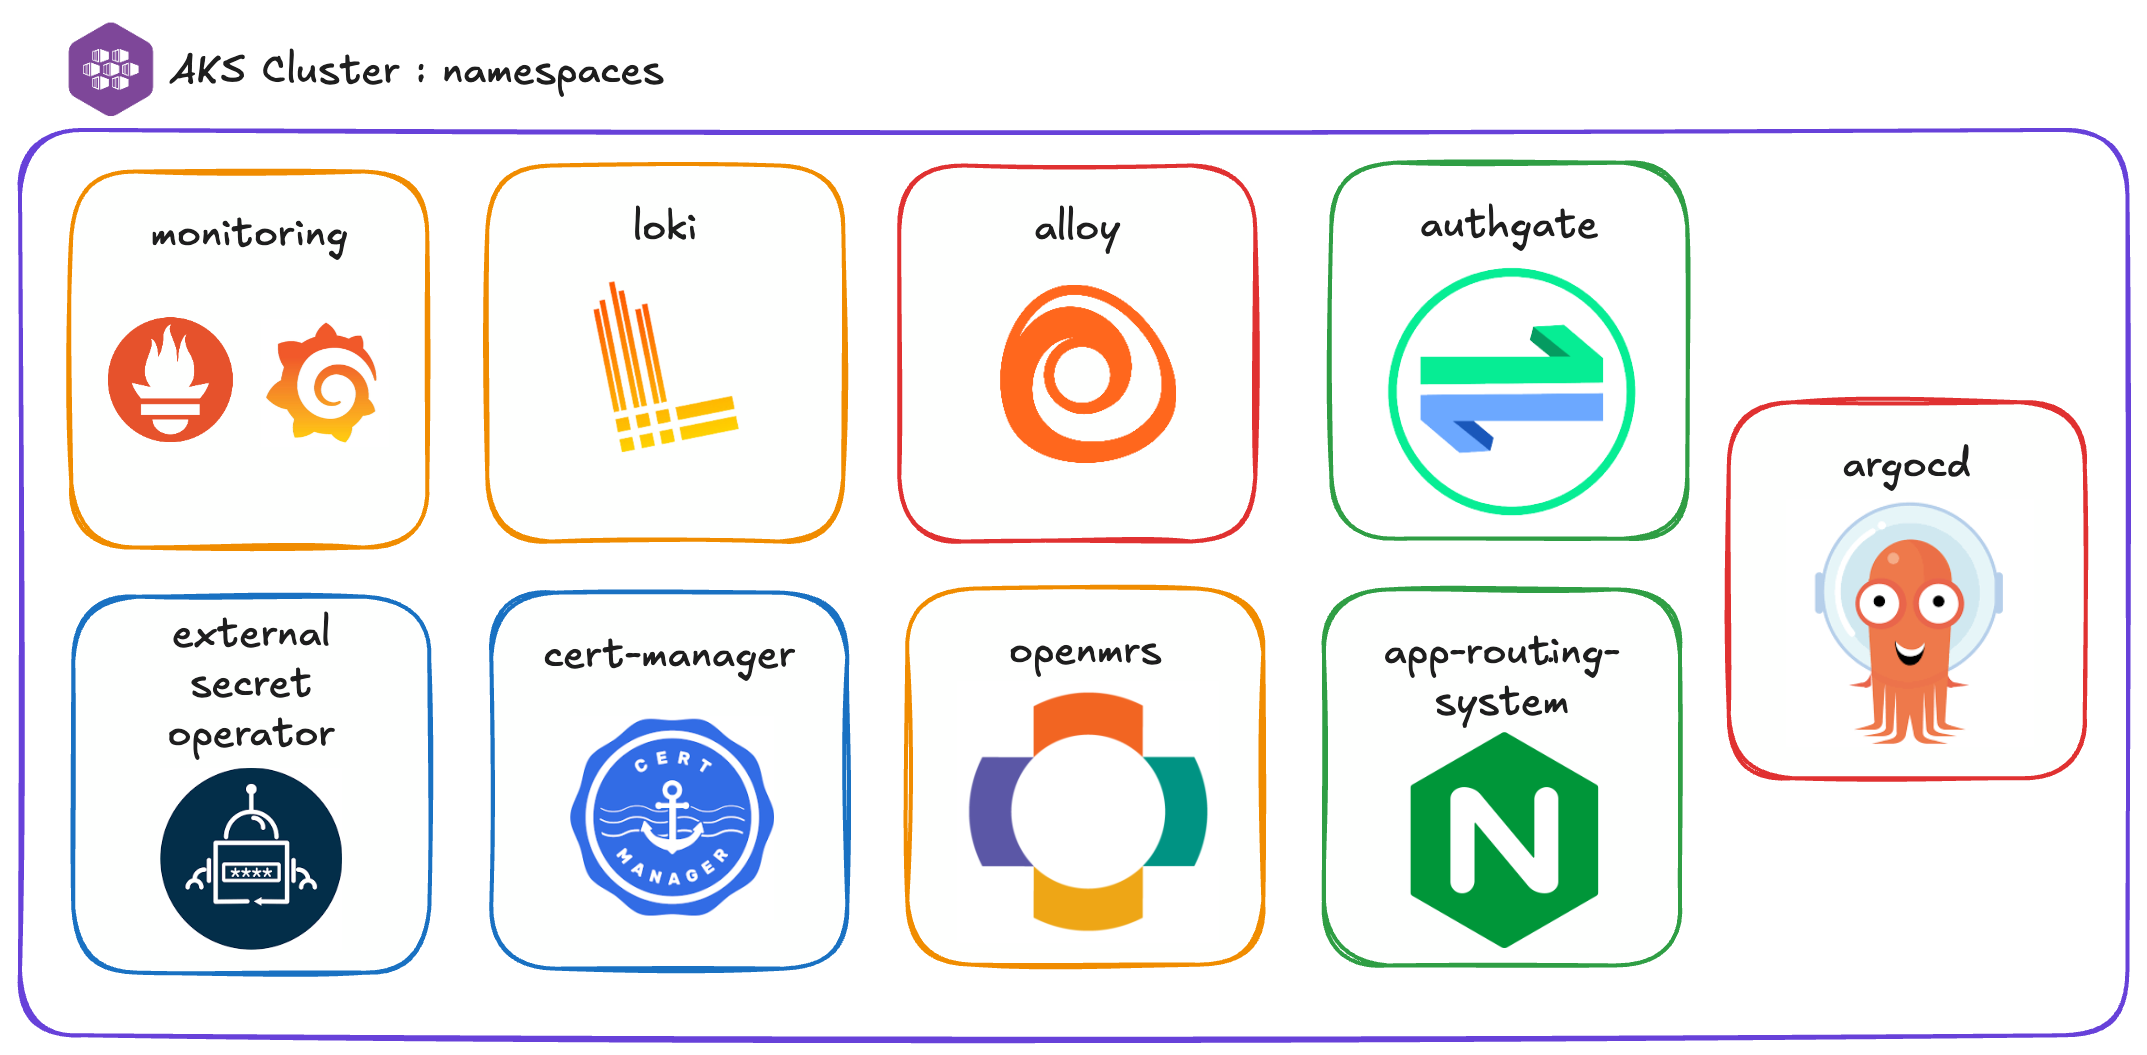 AKS Cluster : namespaces
monitoring
loki
alloy
authgate
argocd
external
secret
operator
****
cert-manager
CERT
MANAGER
openmrs
app-routing-
system
N